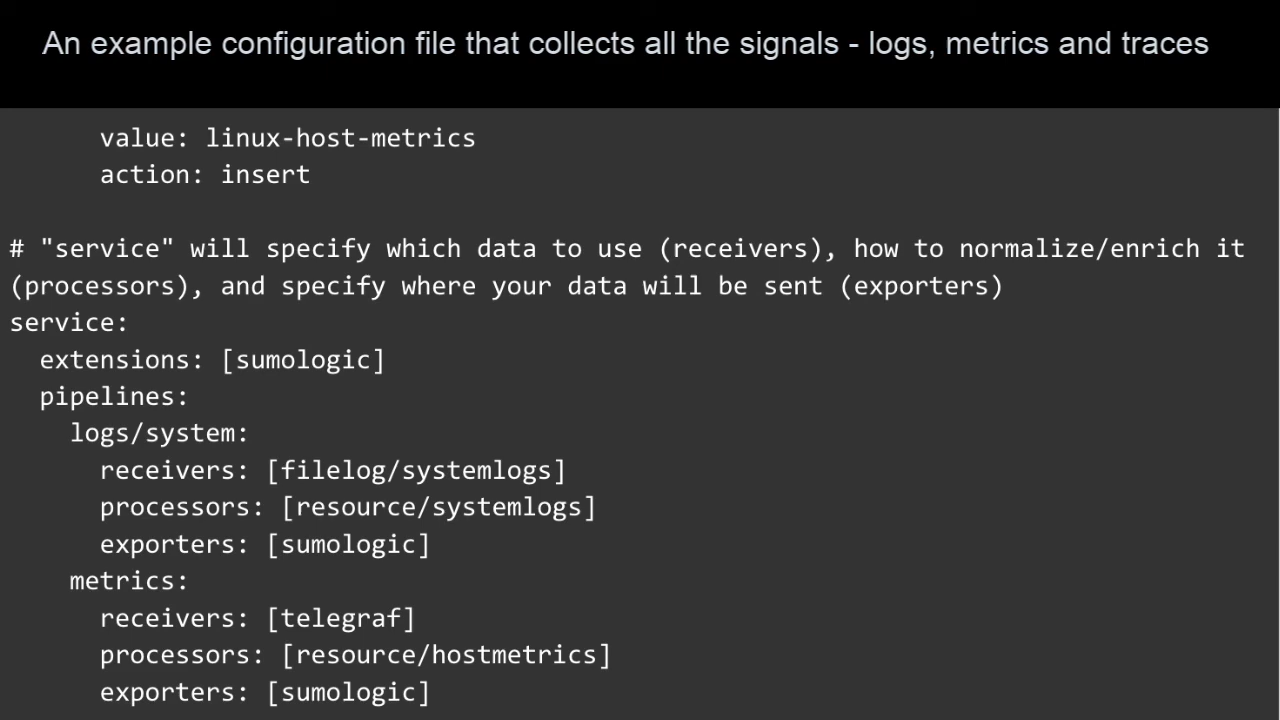 An example configuration file that collects all the signals - logs, metrics and traces
value: linux-host-metrics
action: insert
# "service" will specify which data to use (receivers), how to normalize/enrich it
(processors), and specify where your data will be sent (exporters)
service:
extensions: [sumologic]
pipelines:
logs/system:
receivers: [filelog/systemlogs]
processors: [resource/systemlogs]
exporters: [sumologic]
metrics:
receivers: [telegraf]
processors: [resource/hostmetrics]
exporters: [sumologic]